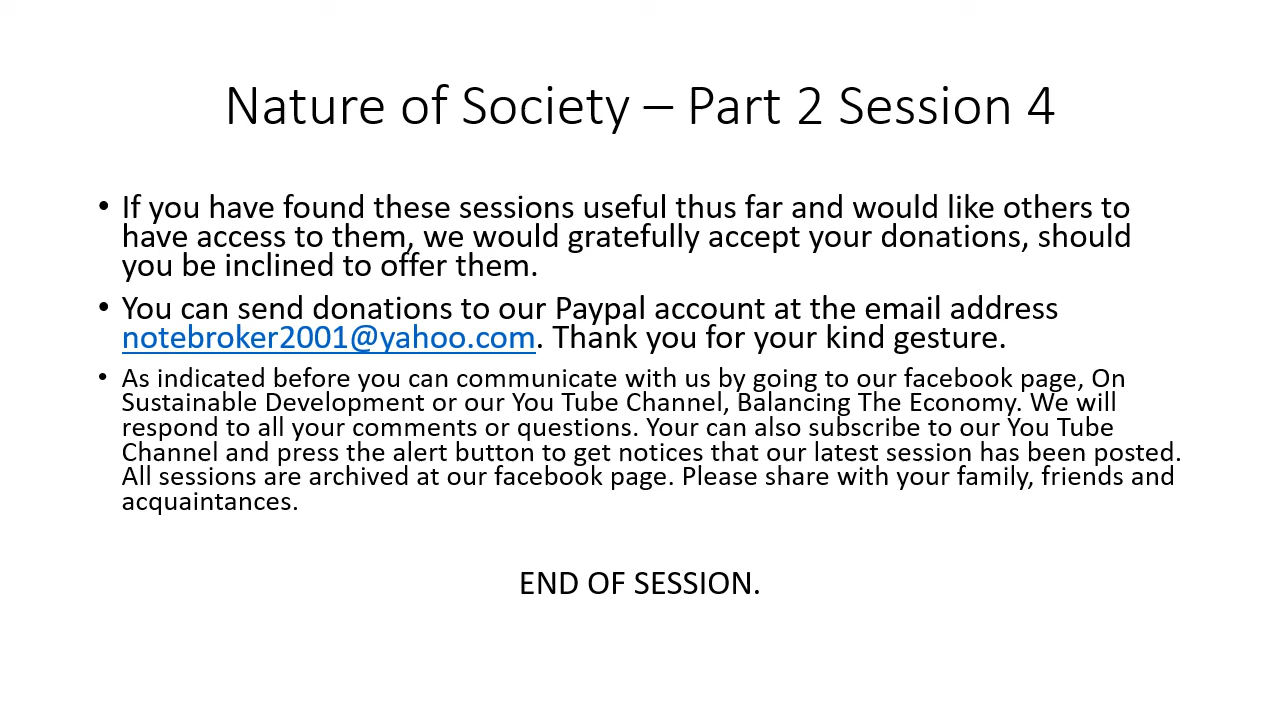 Nature of Society – Part 2 Session 4
• If you have found these sessions useful thus far and would like others to
have access to them, we would gratefully accept your donations, should
you be inclined to offer them.
• You can send donations to our Paypal account at the email address
notebroker2001@yahoo.com. Thank you for your kind gesture.
• As indicated before you can communicate with us by going to our facebook page, On
Sustainable Development or our You Tube Channel, Balancing The Economy. We will
respond to all your comments or questions. Your can also subscribe to our You Tube
Channel and press the alert button to get notices that our latest session has been posted.
All sessions are archived at our facebook page. Please share with your family, friends and
acquaintances.
END OF SESSION.